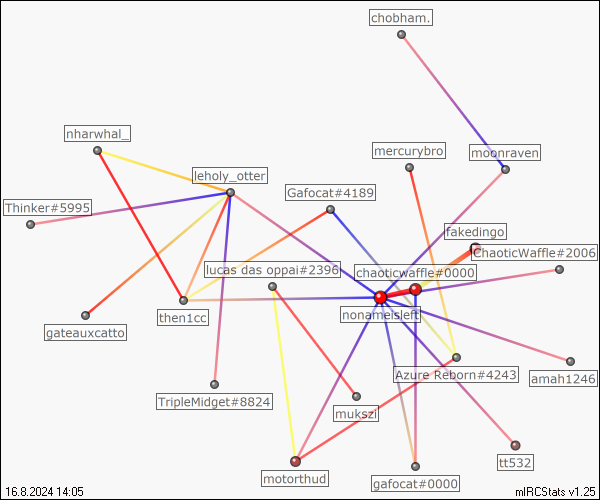 chobham.
nharwhal_
mercurybro
moonraven
leholy_otter
Gafocat#4189
Thinker#5995
fakedingo
ChaoticWaffle#2006
lucas das oppai#2396
chaoticwaffle#0000
then1cc
nonameisleft
gateauxcatto
Azure Reborn#4243
amah1246
TripleMidget#8824
mukszi
tt532
motorthud
gafocat#0000
16.8.2024 14:05
mIRCStats v1.25